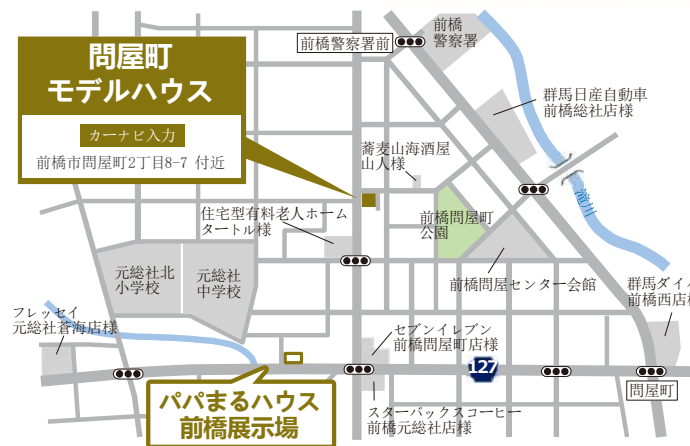 問屋町
モデルハウス
カーナビ入力
前橋市問屋町2丁目8-7 付近
前橋警察署前
前橋
警察署
群馬日産自動車
前橋総社店様
蕎麦山海酒屋
山人様
滝川
住宅型有料老人ホーム
タートル様
前橋問屋町
公園
元総社北
小学校
元総社
中学校
前橋問屋センター会館
群馬ダイハ
前橋西店様
フレッセイ
元総社蒼海店様
セブンイレブン
前橋問屋町店様
127
問屋町
パパまるハウス
前橋展示場
スターバックスコーヒー
前橋元総社店様